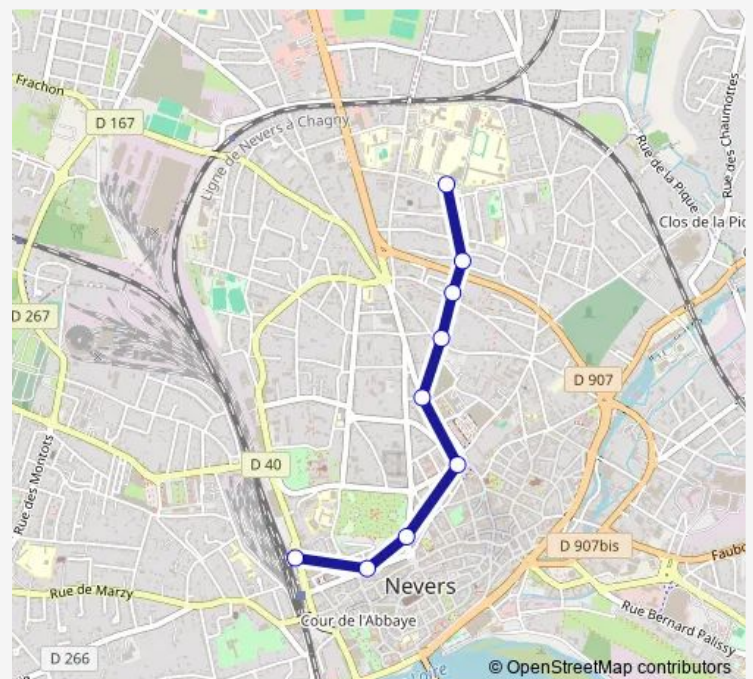 Frachon
D 167
Ligne de Nevers à Chagny
Rue de la Pique
Rue des Chaumottes
Clos de la Pic
D 267
D 907
D 40
Rue des Montots
D 907bis
Faubo
Nevers
Rue de Marzy
Cour de l'Abbaye
Rue Bernard Palissy
D 266
Loire
© OpenStreetMap contributors